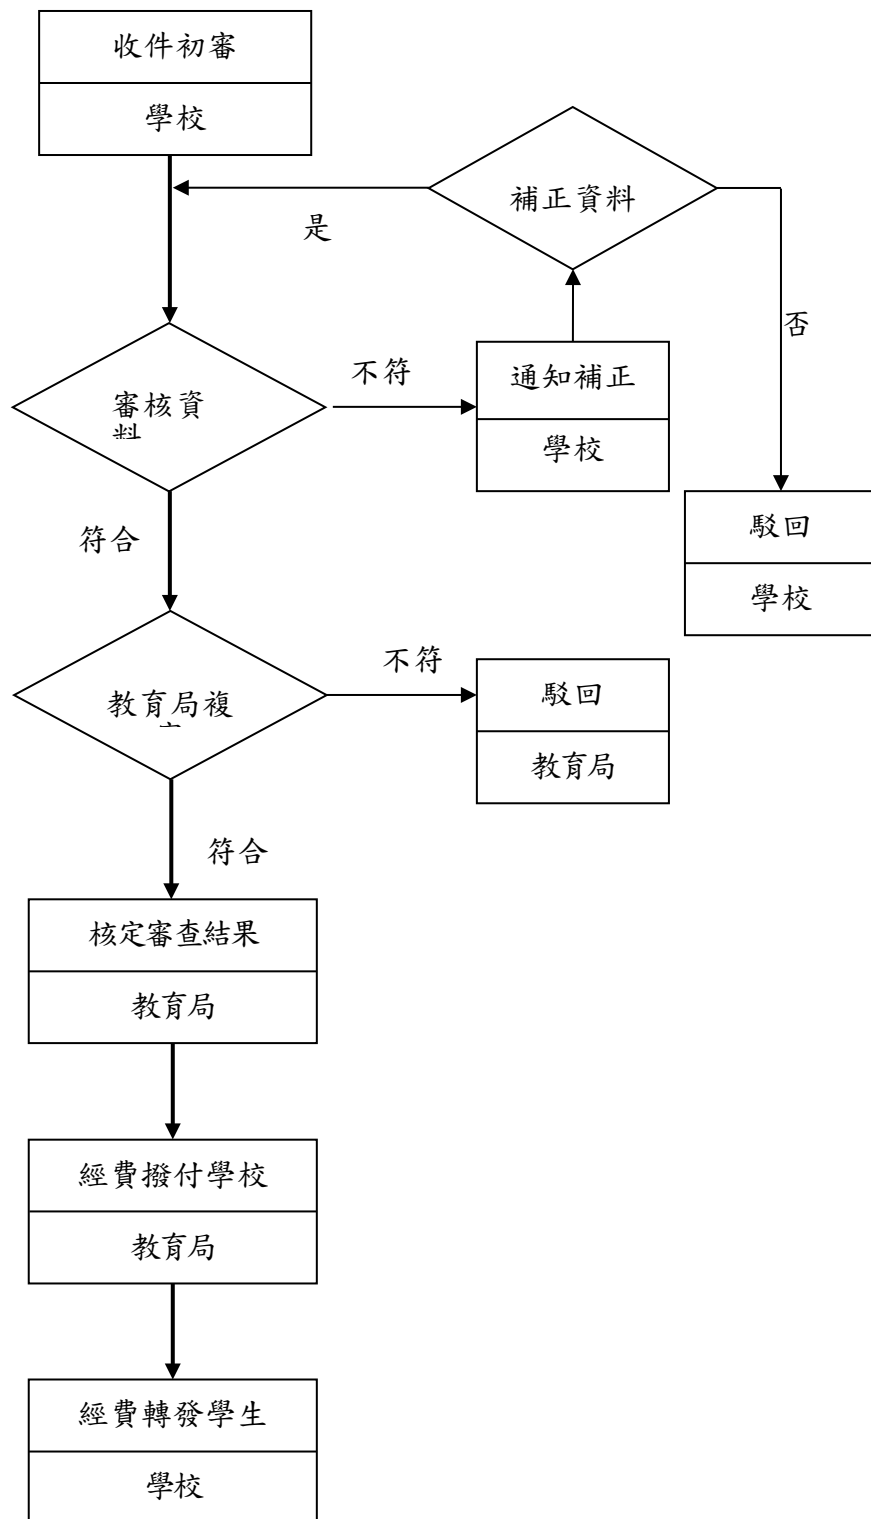 收件初審
學校
補正資料
是
否
不符
通知補正
學校
審核資
料
符合
駁回
學校
不符
教育局複
駁回
教育局
符合
核定審查結果
教育局
經費撥付學校
教育局
經費轉發學生
學校